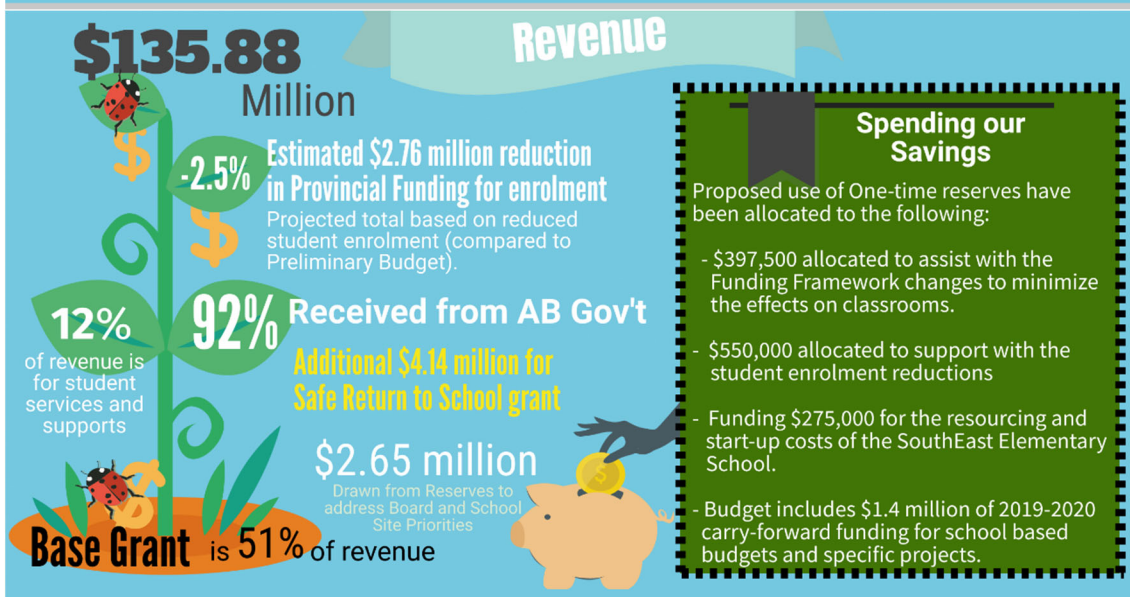 Revenue
$135.88
Million
-2.5%
Estimated $2.76 million reduction
in Provincial Funding for enrolment
Projected total based on reduced
student enrolment (compared to
Preliminary Budget).
12%
of revenue is
for student
services and
supports
92% Received from AB Gov't
Additional $4.14 million for
Safe Return to School grant
$2.65 million
Drawn from Reserves to
address Board and School
Site Priorities
Base Grant is 51% of revenue
Spending our
Savings
Proposed use of One-time reserves have
been allocated to the following:
- $397,500 allocated to assist with the
Funding Framework changes to minimize
the effects on classrooms.
- $550,000 allocated to support with the
student enrolment reductions
- Funding $275,000 for the resourcing and
start-up costs of the SouthEast Elementary
School.
- Budget includes $1.4 million of 2019-2020
carry-forward funding for school based
budgets and specific projects.